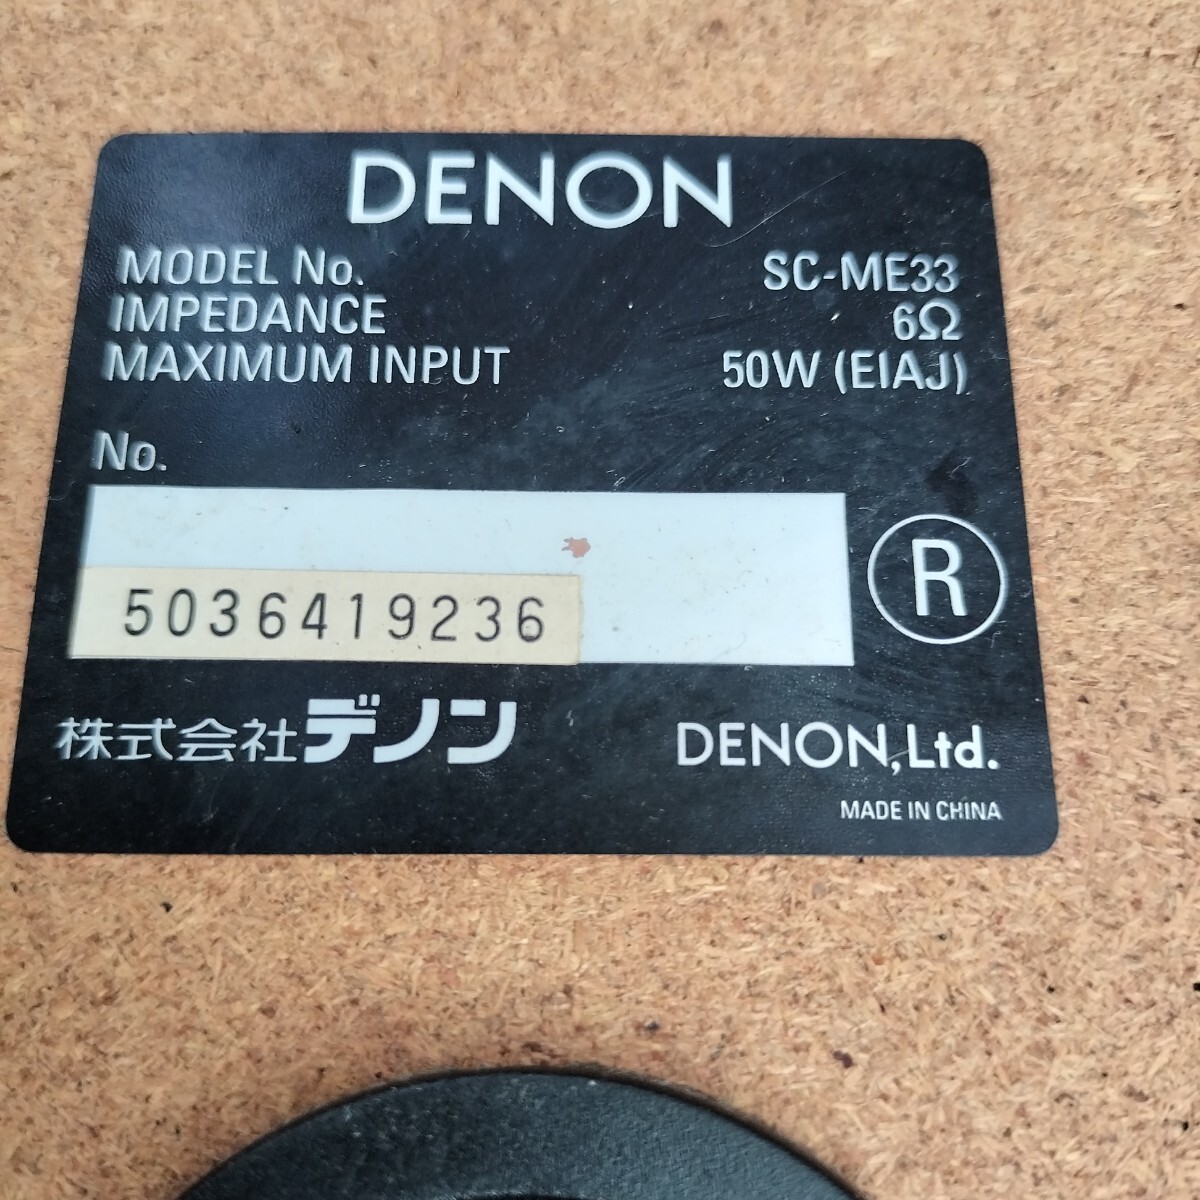 DENON
MODEL No. SC-ME33
IMPEDANCE 6Ω
MAXIMUM INPUT 50W (EIAJ)
No.
5036419236
R
株式会社デノン DENON,Ltd.
MADE IN CHINA